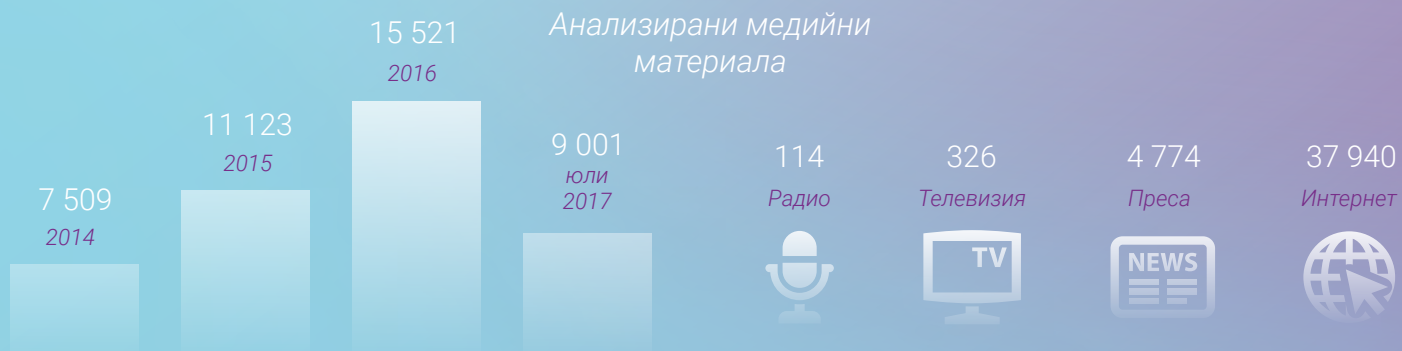 Анализирани медийни
материала
7 509
2014
11 123
2015
15 521
2016
9 001
юли
2017
114
Радио
326
Телевизия
TV
4 774
Преса
NEWS
37 940
Интернет